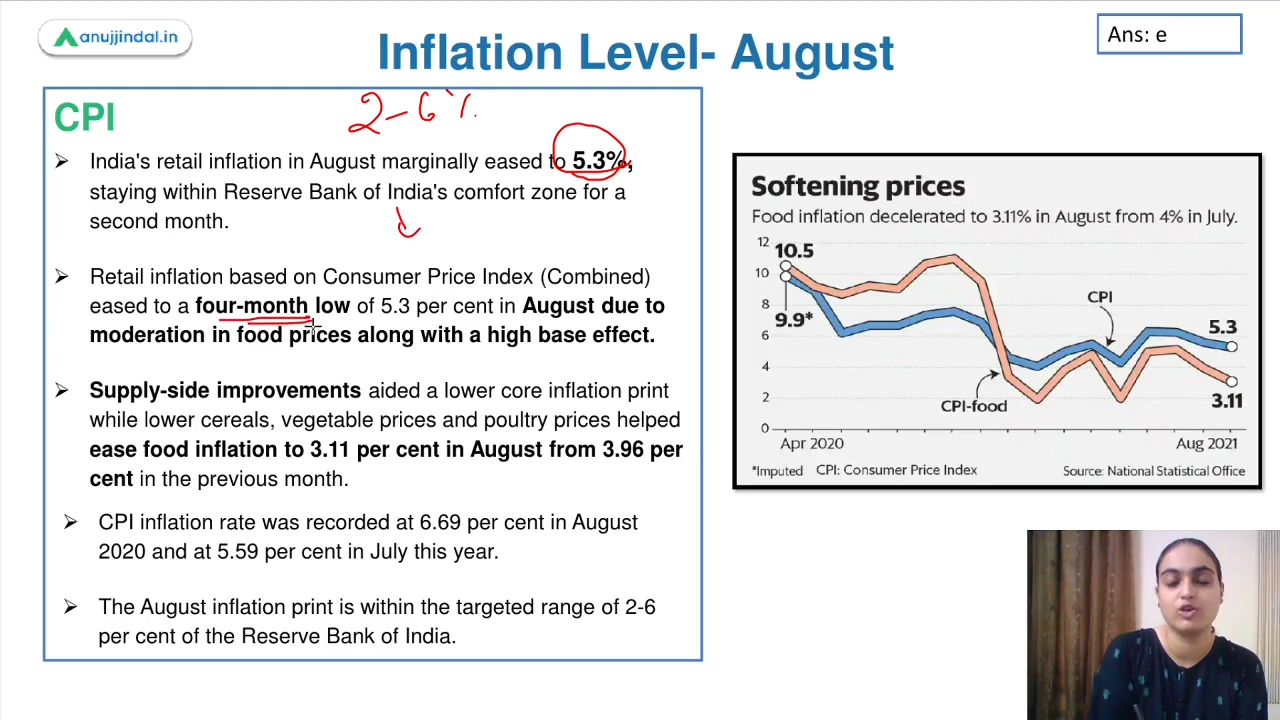 anujjindal.in
Inflation Level- August
Ans: e
CPI
2-6%
➢ India's retail inflation in August marginally eased to 5.3%,
staying within Reserve Bank of India's comfort zone for a
second month.
➢ Retail inflation based on Consumer Price Index (Combined)
eased to a four-month low of 5.3 per cent in August due to
moderation in food prices along with a high base effect.
➢ Supply-side improvements aided a lower core inflation print
while lower cereals, vegetable prices and poultry prices helped
ease food inflation to 3.11 per cent in August from 3.96 per
cent in the previous month.
➢ CPI inflation rate was recorded at 6.69 per cent in August
2020 and at 5.59 per cent in July this year.
➢ The August inflation print is within the targeted range of 2-6
per cent of the Reserve Bank of India.
Softening prices
Food inflation decelerated to 3.11% in August from 4% in July.
12
10.5
10
8
CPI
9.9*
5.3
6
4
CPI-food
3.11
2
0
Apr 2020 Aug 2021
*Imputed CPI: Consumer Price Index Source: National Statistical Office